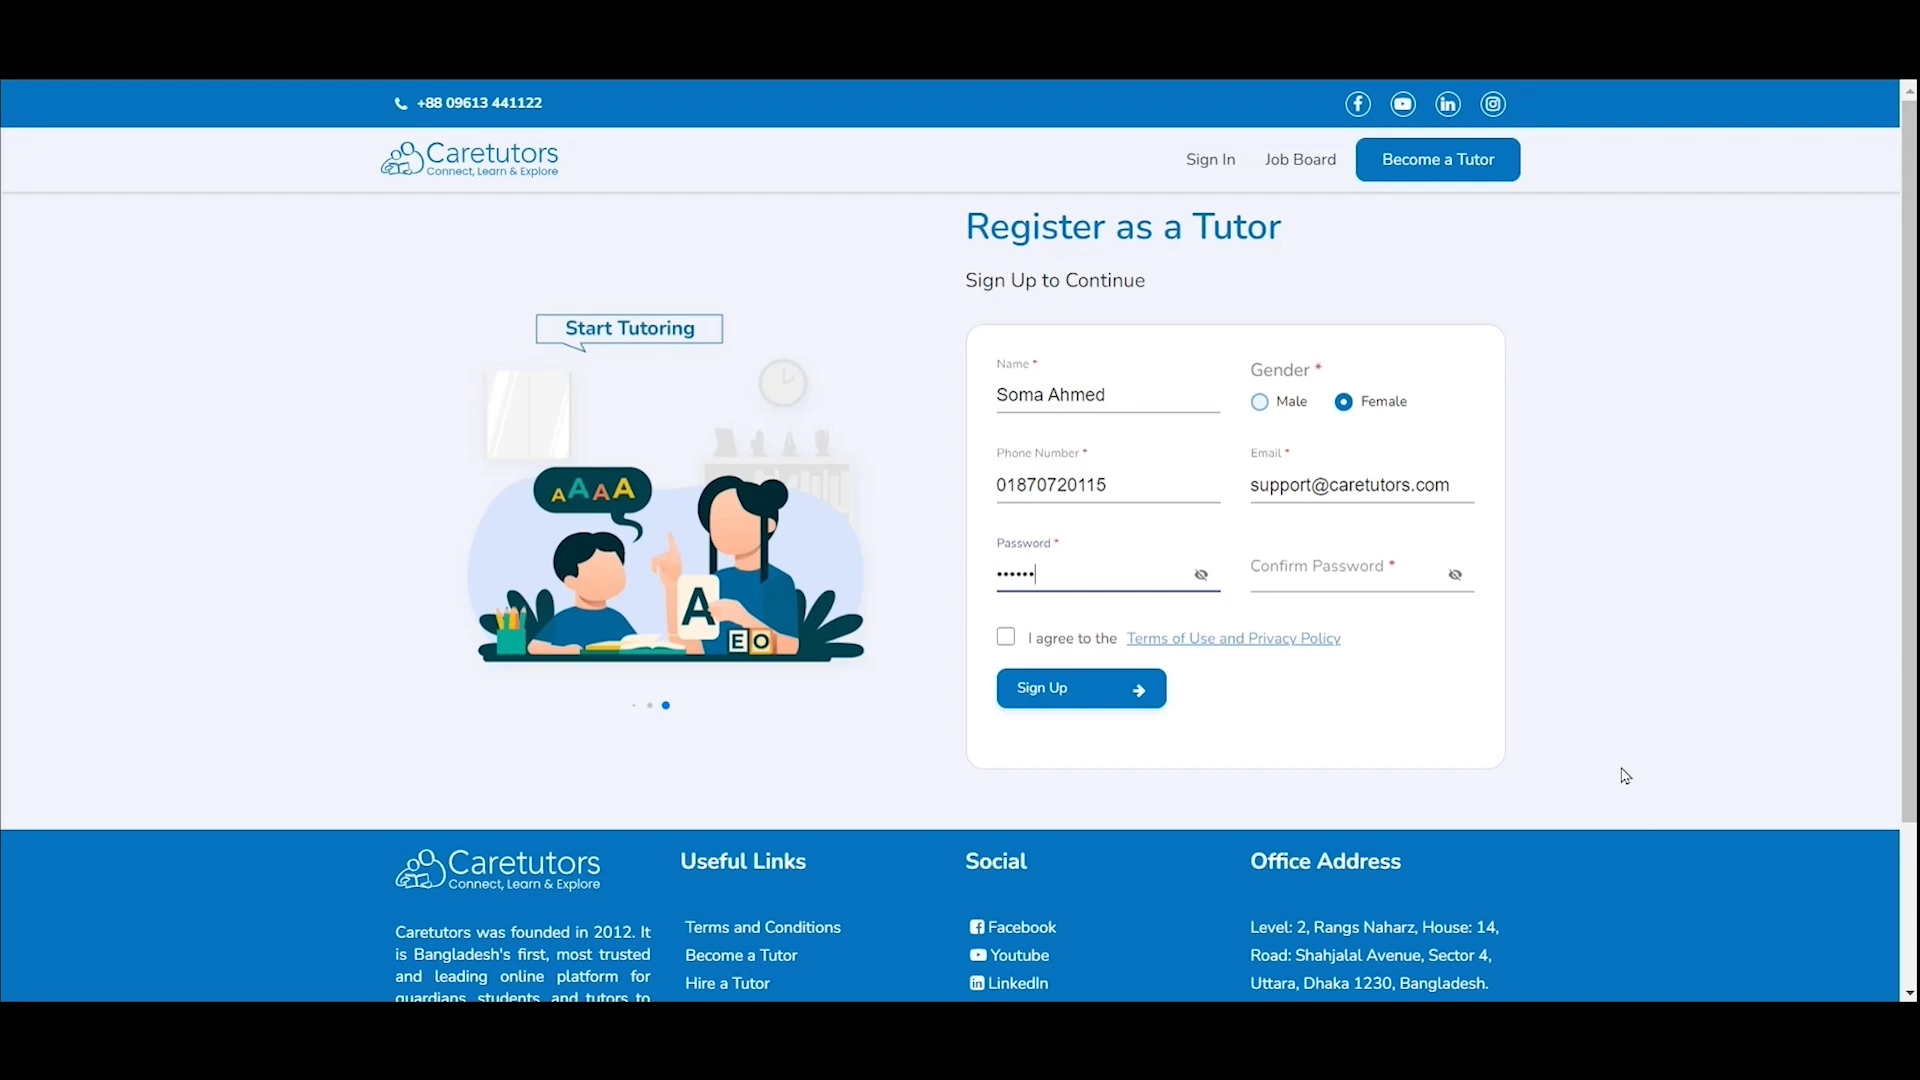 +88 09613 441122
Caretutors
Connect, Learn & Explore
Sign In
Job Board
Become a Tutor
Register as a Tutor
Sign Up to Continue
Start Tutoring
A A A A
A
E O
Name *
Soma Ahmed
Gender *
Male
Female
Phone Number *
01870720115
Email *
support@caretutors.com
Password *
••••••
Confirm Password *
I agree to the Terms of Use and Privacy Policy
Sign Up
Caretutors
Connect, Learn & Explore
Caretutors was founded in 2012. It
is Bangladesh's first, most trusted
and leading online platform for
guardians, students, and tutors to
Useful Links
Terms and Conditions
Become a Tutor
Hire a Tutor
Social
Facebook
Youtube
LinkedIn
Office Address
Level: 2, Rangs Naharz, House: 14,
Road: Shahjalal Avenue, Sector 4,
Uttara, Dhaka 1230, Bangladesh.